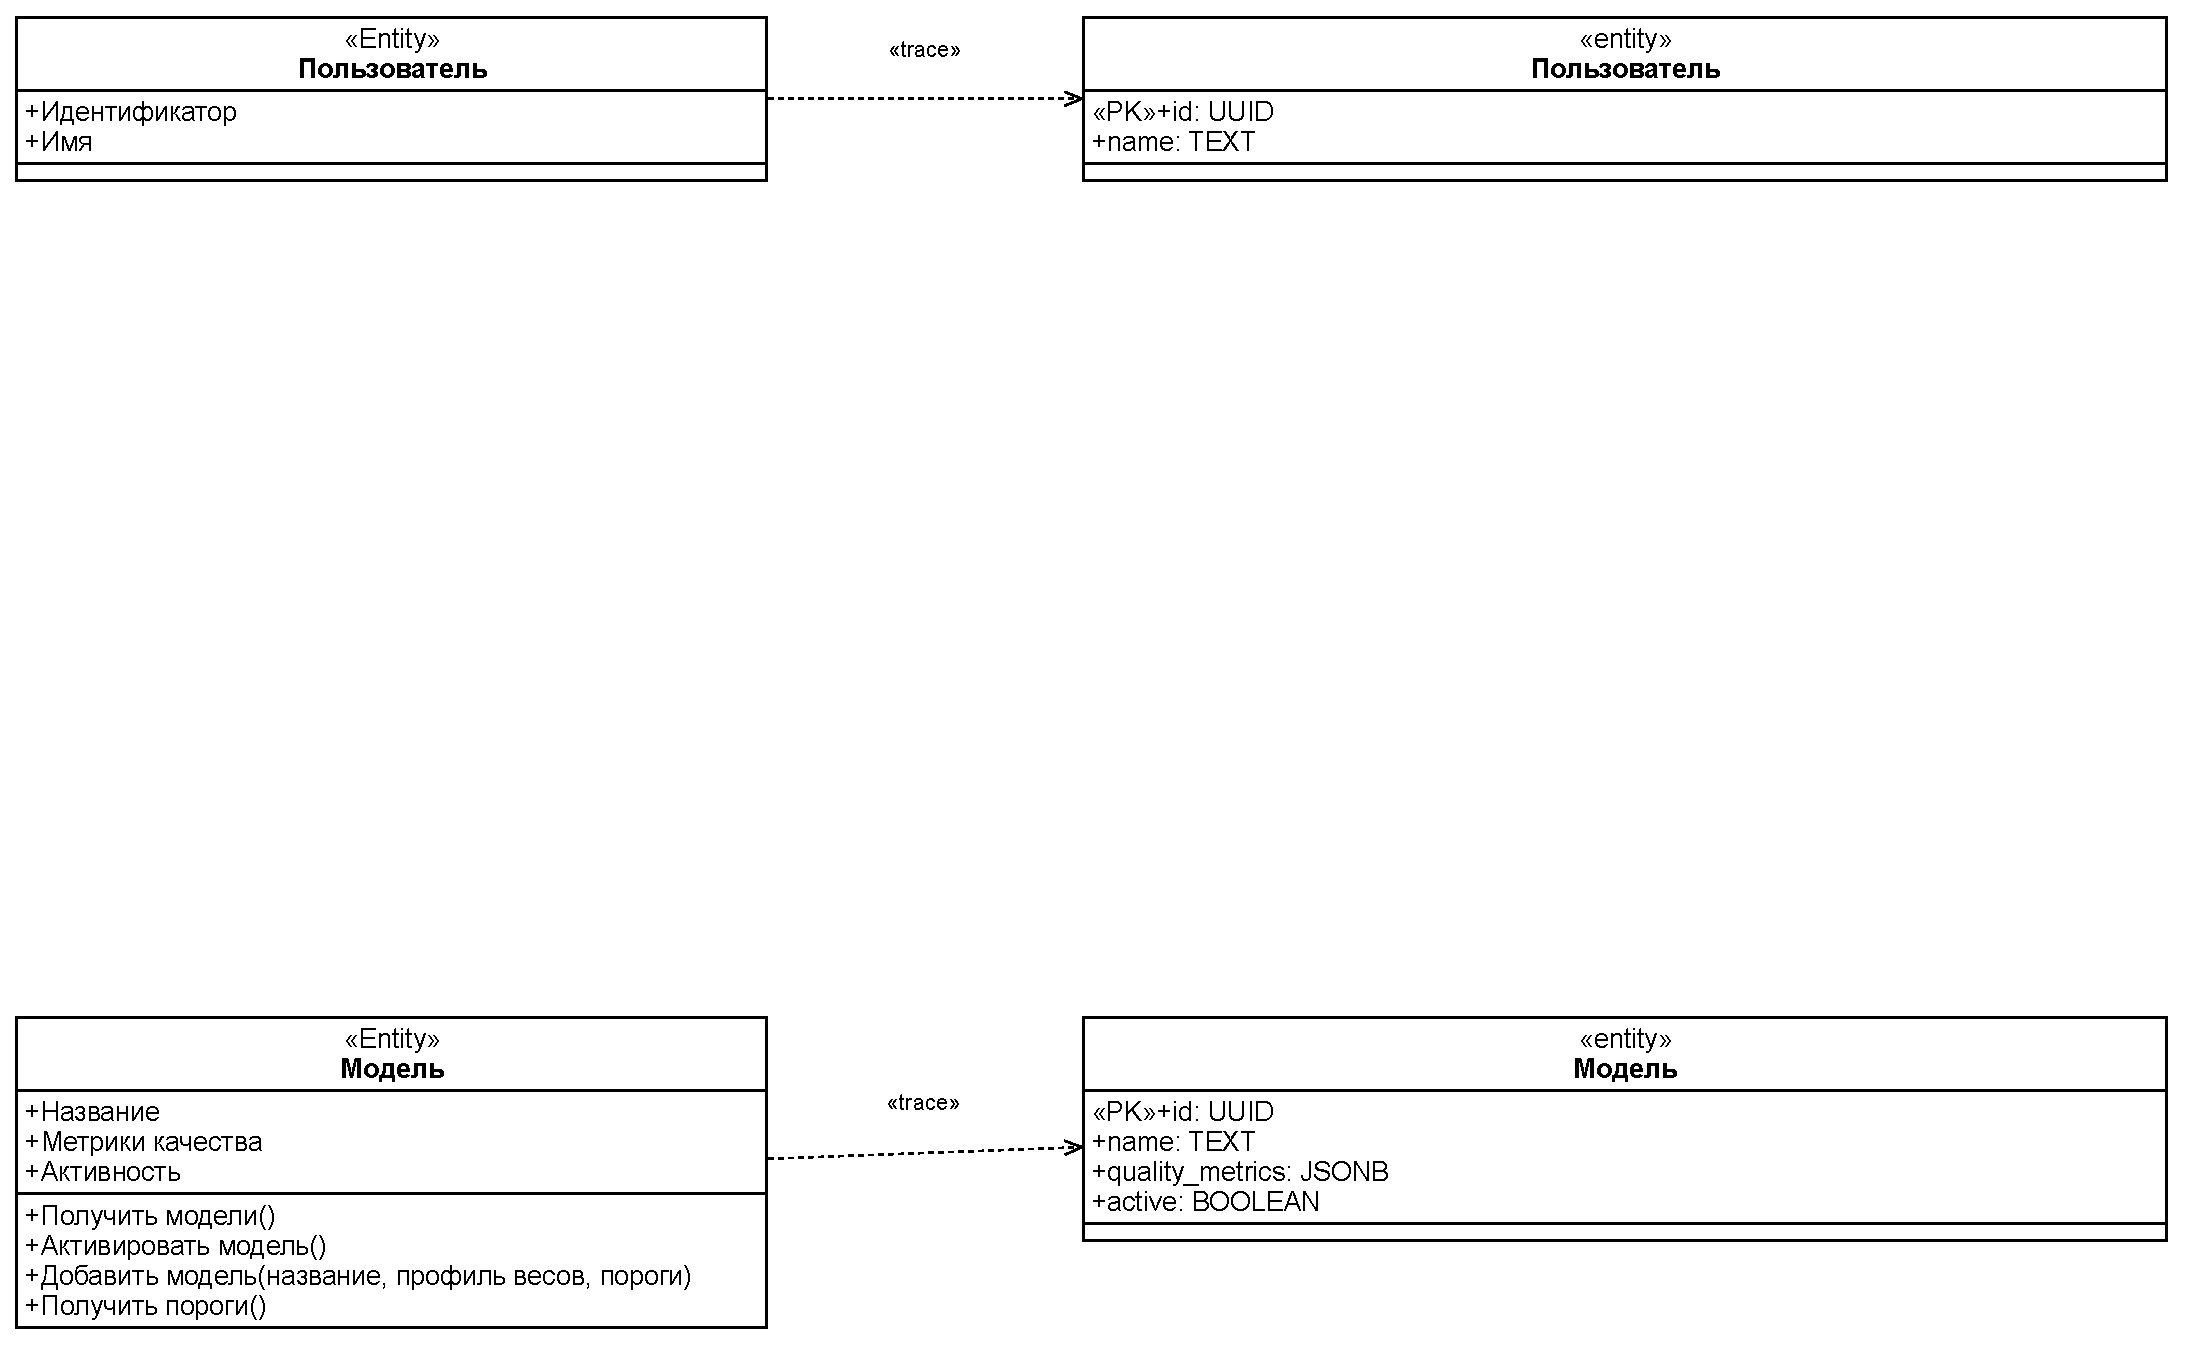 «Entity»
Пользователь
+Идентификатор
+Имя
«trace»
«entity»
Пользователь
«PK»+id: UUID
+name: TEXT
«Entity»
Модель
+Название
+Метрики качества
+Активность
+Получить модели()
+Активировать модель()
+Добавить модель(название, профиль весов, пороги)
+Получить пороги()
«trace»
«entity»
Модель
«PK»+id: UUID
+name: TEXT
+quality_metrics: JSONB
+active: BOOLEAN